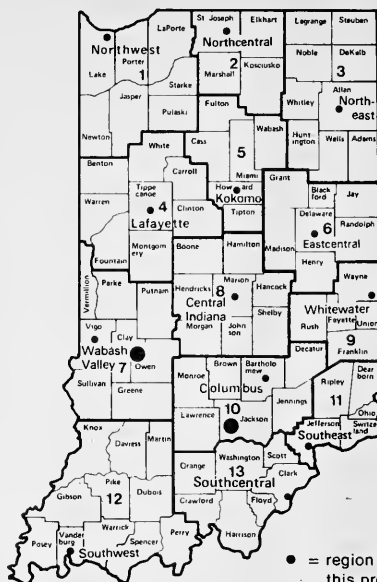 St Joseph Elkhart Lagrange Steuben
LaPorte
Northwest Northcentral
Porter Noble DeKalb
Lake 1 2 Kosciusko 3
Marshall
Starke Allan
Jasper North-
Whitley east
Pulaski Fulton
Newton Cass Wabash Hunt-
ington Wells Adams
White 5
Benton Miami Grant
Carroll Black
ford Jay
Tippe
canoe Howard
Warren 4 Kokomo Delaware
Lafayette Clinton Tipton 6 Randolph
Eastcentral
Montgom
ery Boone Hamilton Madison
Fountain Henry
Vermillion Parke Marion Wayne
Putnam Hendricks 8 Hancock
Central
Indiana Whitewater
Vigo Clay Shelby Rush Fayette Union
Morgan John
son 9
Wabash
Valley 7 Owen Decatur Franklin
Brown Bartholo
mew
Monroe Dear
born
Sullivan Columbus Ripley
Greene 10 Jennings 11
Lawrence Jackson Ohio
Knox Jefferson Switzer
land
Daviess Martin Southeast
Washington Scott
Orange 13 Clark
Pike Southcentral
Gibson 12 Dubois
Crawford Floyd
Harrison
Warrick Perry
Posey Vander
burg Spencer
Southwest
● = region
this pr